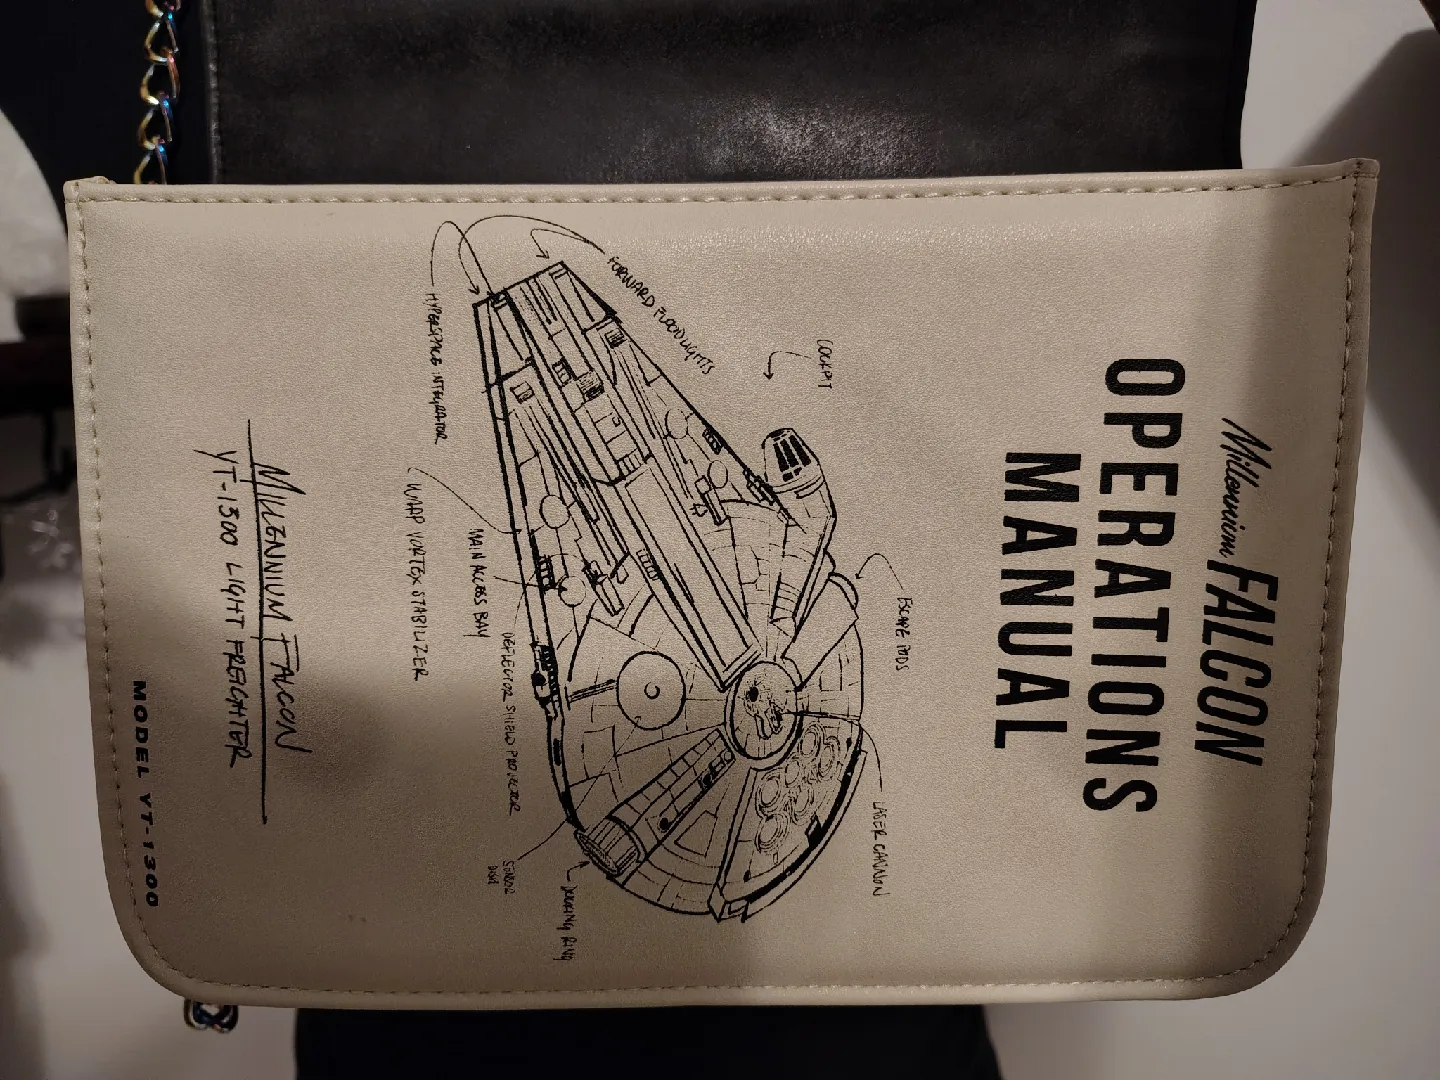 Millennium FALCON
OPERATIONS
MANUAL
COCKPIT
FORWARD FLOODLIGHTS
ESCAPE PODS
LASER CANNON
HYPERSPACE INTEGRATOR
WARP VORTEX STABILIZER
MAIN ACCESS BAY
DEFLECTOR SHIELD PROJECTOR
SENSOR
DOCKING RING
MILLENNIUM FALCON
YT-1300 LIGHT FREIGHTER
MODEL YT-1300